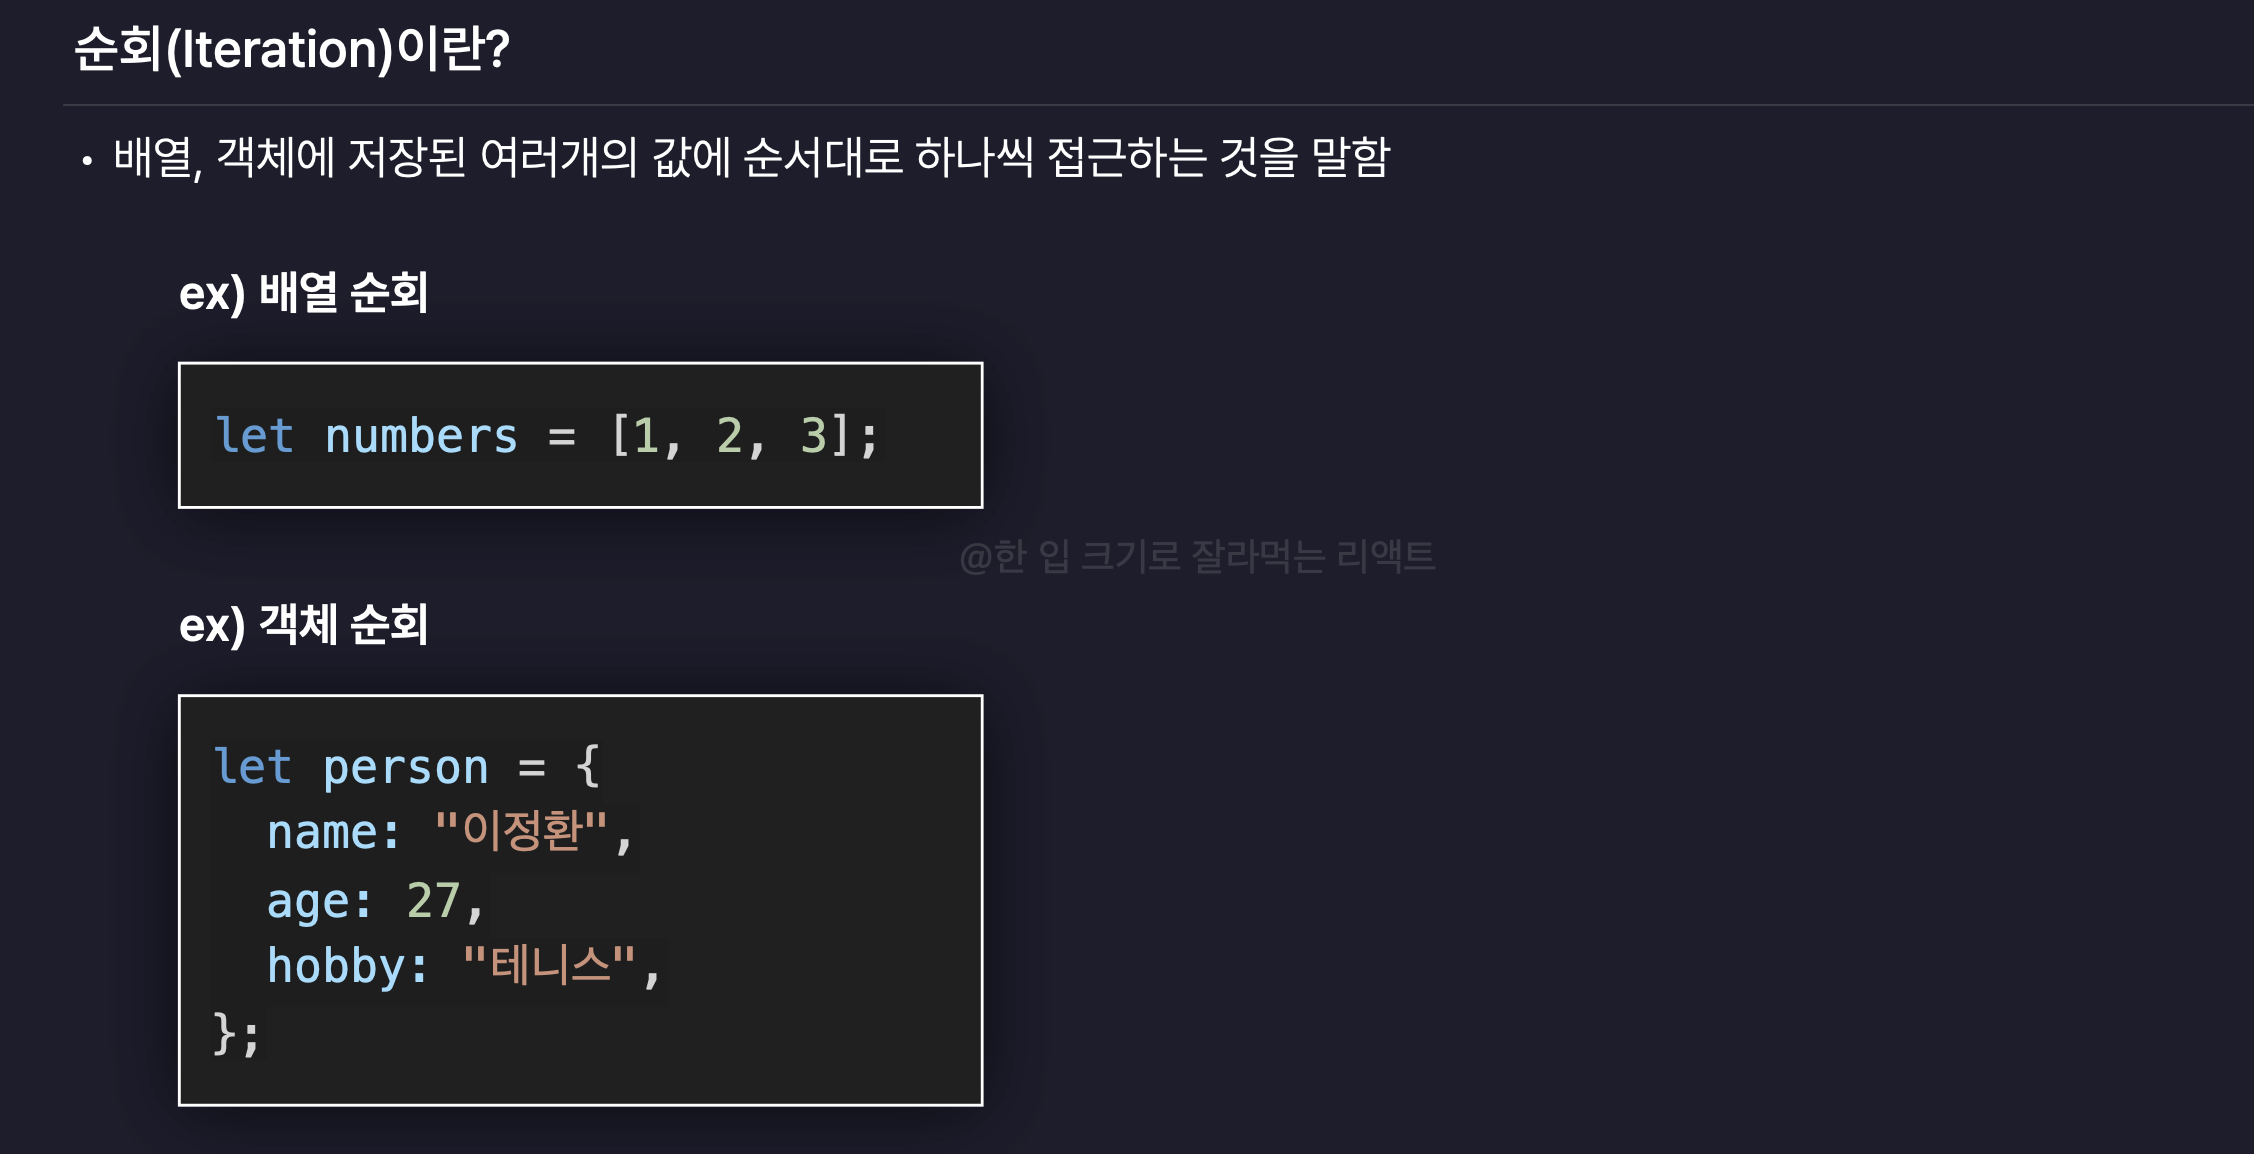 순회(Iteration)이란?
• 배열, 객체에 저장된 여러개의 값에 순서대로 하나씩 접근하는 것을 말함
ex) 배열 순회
let numbers = [1, 2, 3];
@한 입 크기로 잘라먹는 리액트
ex) 객체 순회
let person = {
name: "이정환",
age: 27,
hobby: "테니스",
};